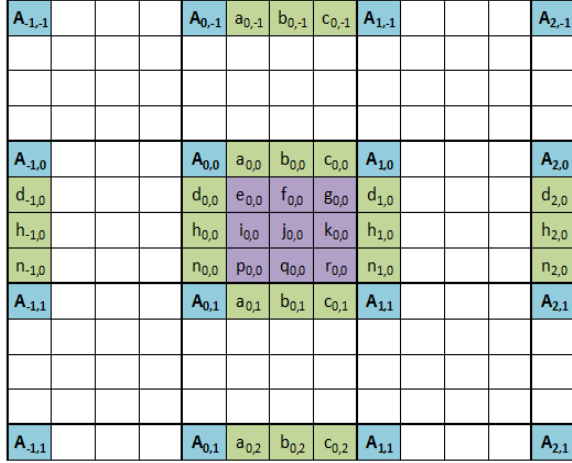 A-1,-1 A0,-1 a0,-1 b0,-1 c0,-1 A1,-1 A2,-1
A-1,0 A0,0 a0,0 b0,0 c0,0 A1,0 A2,0
d-1,0 d0,0 e0,0 f0,0 g0,0 d1,0 d2,0
h-1,0 h0,0 i0,0 j0,0 k0,0 h1,0 h2,0
n-1,0 n0,0 p0,0 q0,0 r0,0 n1,0 n2,0
A-1,1 A0,1 a0,1 b0,1 c0,1 A1,1 A2,1
A-1,1 A0,1 a0,2 b0,2 c0,2 A1,1 A2,1